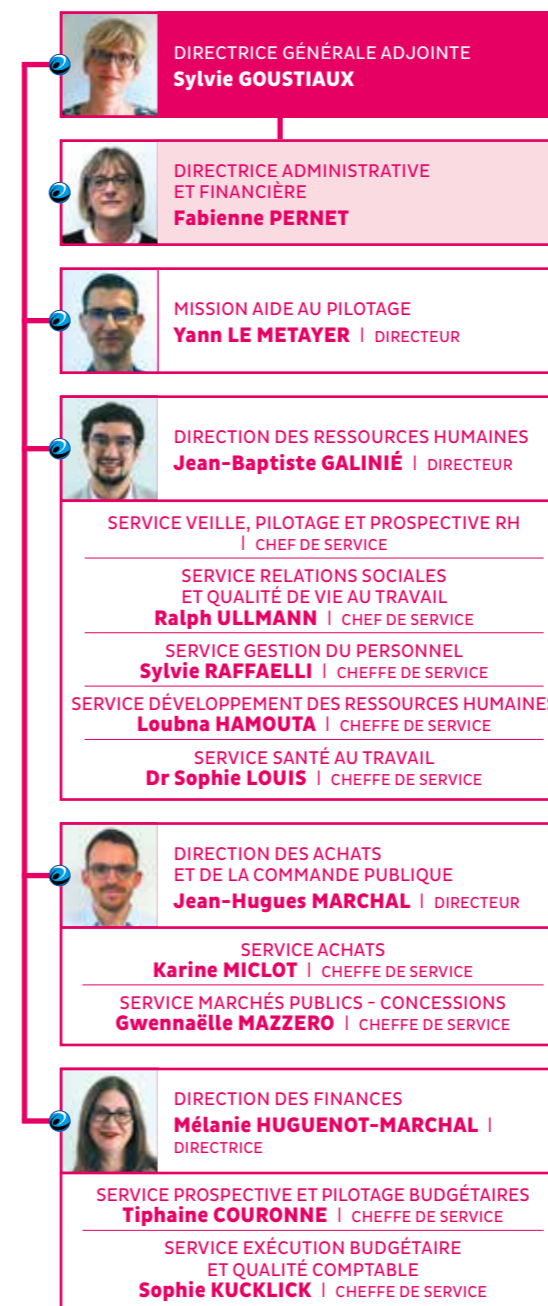 DIRECTRICE GÉNÉRALE ADJOINTE
Sylvie GOUSTIAUX
DIRECTRICE ADMINISTRATIVE
ET FINANCIÈRE
Fabienne PERNET
MISSION AIDE AU PILOTAGE
Yann LE METAYER | DIRECTEUR
DIRECTION DES RESSOURCES HUMAINES
Jean-Baptiste GALINIÉ | DIRECTEUR
SERVICE VEILLE, PILOTAGE ET PROSPECTIVE RH
| CHEF DE SERVICE
SERVICE RELATIONS SOCIALES
ET QUALITÉ DE VIE AU TRAVAIL
Ralph ULLMANN | CHEF DE SERVICE
SERVICE GESTION DU PERSONNEL
Sylvie RAFFAELLI | CHEFFE DE SERVICE
SERVICE DÉVELOPPEMENT DES RESSOURCES HUMAINES
Loubna HAMOUTA | CHEFFE DE SERVICE
SERVICE SANTÉ AU TRAVAIL
Dr Sophie LOUIS | CHEFFE DE SERVICE
DIRECTION DES ACHATS
ET DE LA COMMANDE PUBLIQUE
Jean-Hugues MARCHAL | DIRECTEUR
SERVICE ACHATS
Karine MICLOT | CHEFFE DE SERVICE
SERVICE MARCHÉS PUBLICS - CONCESSIONS
Gwennaëlle MAZZERO | CHEFFE DE SERVICE
DIRECTION DES FINANCES
Mélanie HUGUENOT-MARCHAL |
DIRECTRICE
SERVICE PROSPECTIVE ET PILOTAGE BUDGÉTAIRES
Tiphaine COURONNE | CHEFFE DE SERVICE
SERVICE EXÉCUTION BUDGÉTAIRE
ET QUALITÉ COMPTABLE
Sophie KUCKLICK | CHEFFE DE SERVICE